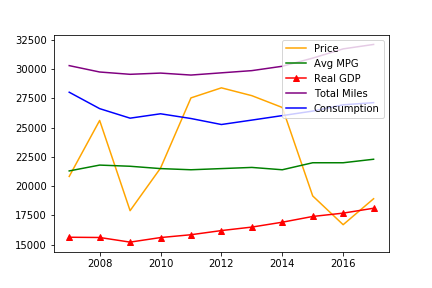 32500
30000
27500
25000
22500
20000
17500
15000
2008
2010
2012
2014
2016
Price
Avg MPG
Real GDP
Total Miles
Consumption